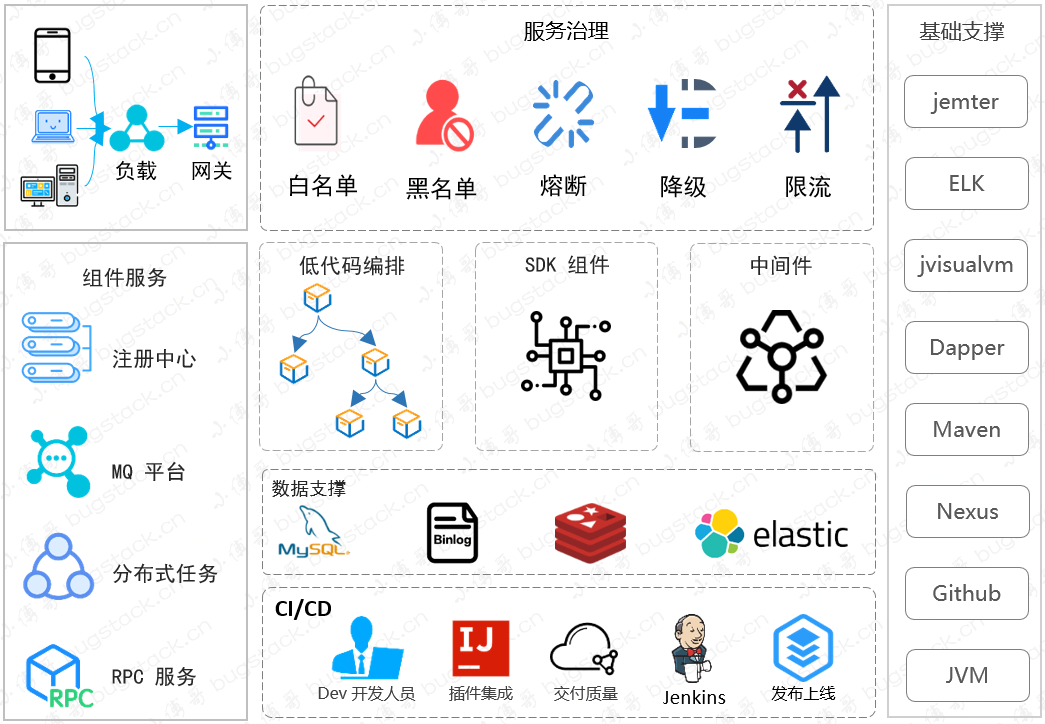 负载
网关
服务治理
白名单
黑名单
熔断
降级
限流
基础支撑
jemter
ELK
jvisualvm
Dapper
Maven
Nexus
Github
JVM
组件服务
注册中心
MQ 平台
分布式任务
RPC
RPC 服务
低代码编排
SDK 组件
中间件
数据支撑
MySQL
Binlog
elastic
CI/CD
Dev 开发人员
IJ
插件集成
交付质量
Jenkins
发布上线
小傅哥 bugstack.cn